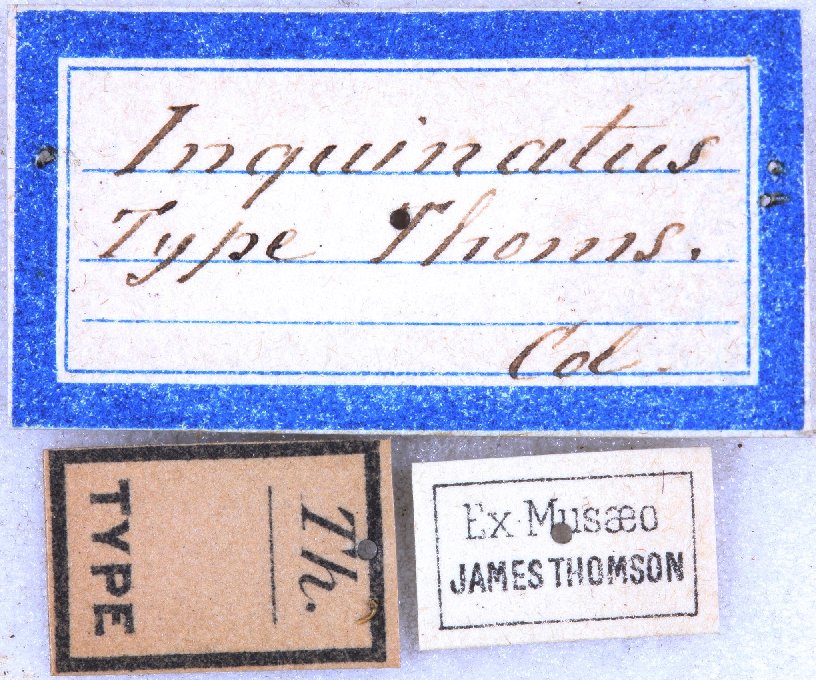 Inquinatus
Type Thoms.
Col.
Th.
TYPE
Ex Musæo
JAMES THOMSON